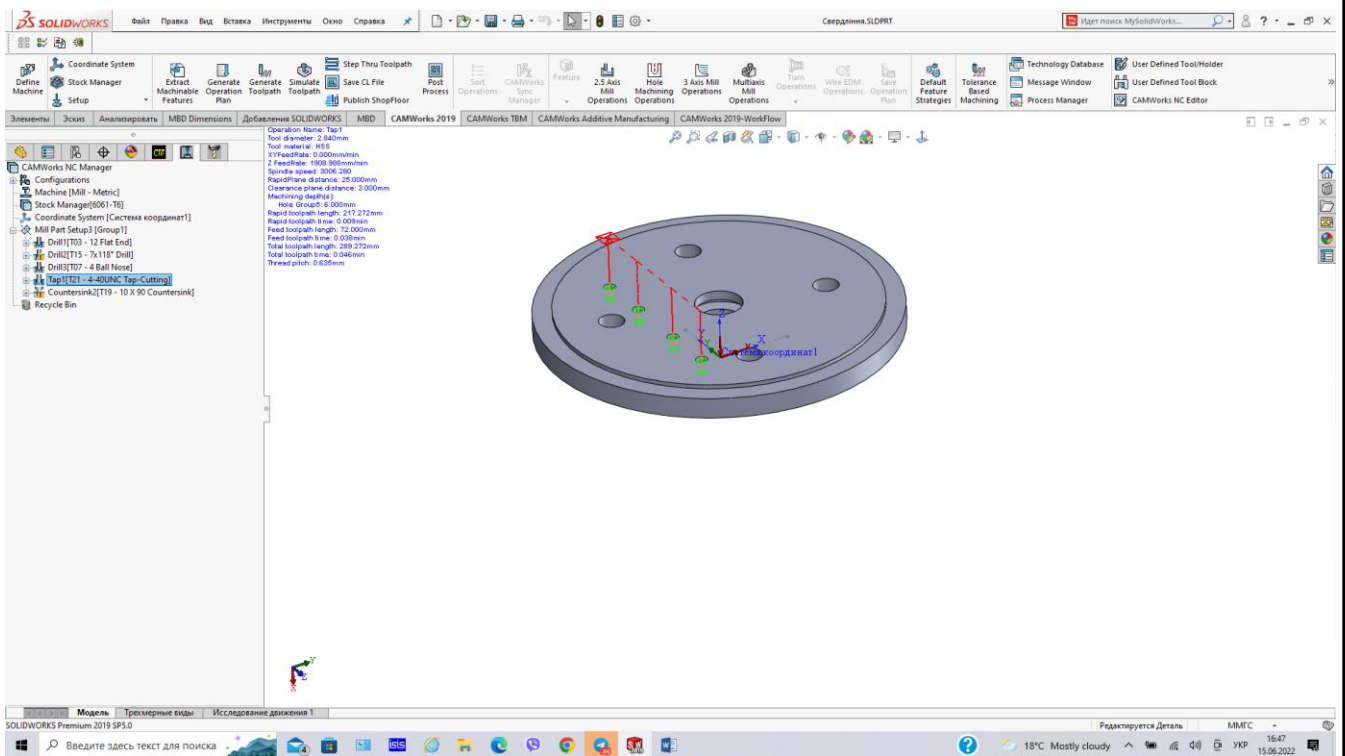 SOLIDWORKS Файл Правка Вид Вставка Инструменты Окно Справка Свердління.SLDPRT Идет поиск MySolidWorks...
Define Machine
Coordinate System
Stock Manager
Setup
Extract Machinable Features
Generate Operation Plan
Generate Toolpath
Simulate Toolpath
Step Thru Toolpath
Save CL File
Publish ShopFloor
Post Process
Sort Operations
CAMWorks Sync Manager
Feature
2.5 Axis Mill Operations
Hole Machining Operations
3 Axis Mill Operations
Multiaxis Mill Operations
Turn Operations
Wire EDM Operations
Save Operation Plan
Default Feature Strategies
Tolerance Based Machining
Technology Database
Message Window
Process Manager
User Defined Tool/Holder
User Defined Tool Block
CAMWorks NC Editor
Элементы Эскиз Анализировать MBD Dimensions Добавления SOLIDWORKS MBD CAMWorks 2019 CAMWorks TBM CAMWorks Additive Manufacturing CAMWorks 2019-WorkFlow
CAMWorks NC Manager
Configurations
Machine [Mill - Metric]
Stock Manager[6061-T6]
Coordinate System [Система координат1]
Mill Part Setup3 [Group1]
Drill1[T03 - 12 Flat End]
Drill2[T15 - 7x118° Drill]
Drill3[T07 - 4 Ball Nose]
Tap1[T21 - 4-40UNC Tap-Cutting]
Countersink2[T19 - 10 X 90 Countersink]
Recycle Bin
Operation Name: Tap1
Tool diameter: 2.840mm
Tool material: HSS
XYFeedRate: 0.000mm/min
Z FeedRate: 1908.988mm/min
Spindle speed: 3006.280
RapidPlane distance: 25.000mm
Clearance plane distance: 3.000mm
Machining depth(s)
Hole Group5: 6.000mm
Rapid toolpath length: 217.272mm
Rapid toolpath time: 0.009min
Feed toolpath length: 72.000mm
Feed toolpath time: 0.038min
Total toolpath length: 289.272mm
Total toolpath time: 0.046min
Thread pitch: 0.635mm
Z
X
Система координат1
Y
Z
X
Модель Трехмерные виды Исследование движения 1
SOLIDWORKS Premium 2019 SP5.0 Редактируется Деталь ММГС
Введите здесь текст для поиска
ISIS
18°C Mostly cloudy УКР 16:47
15.06.2022